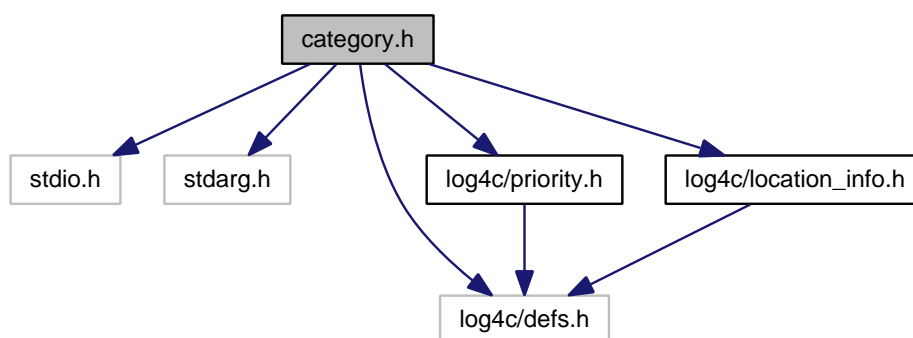 category.h
stdio.h
stdarg.h
log4c/priority.h
log4c/location_info.h
log4c/defs.h